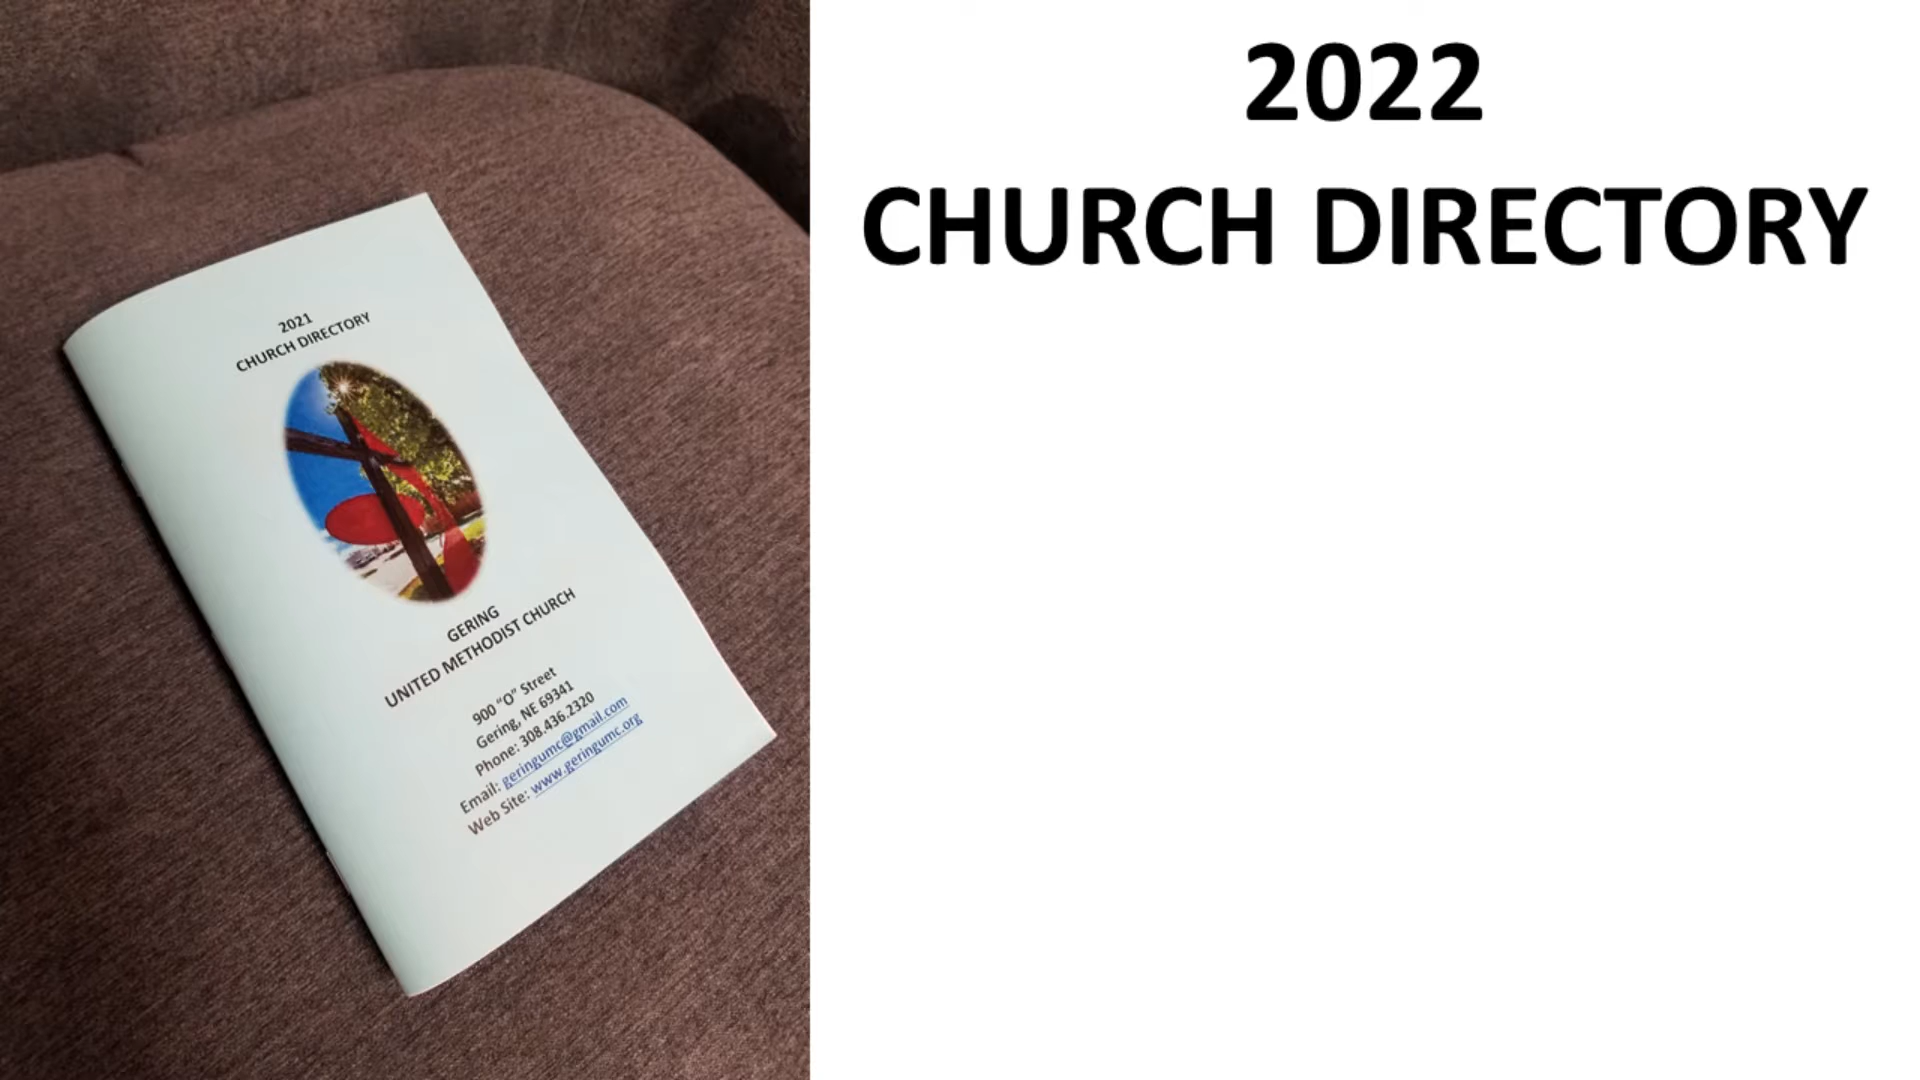 2021
CHURCH DIRECTORY
GERING
UNITED METHODIST CHURCH
900 "O" Street
Gering, NE 69341
Phone: 308.436.2320
Email: geringumc@gmail.com
Web Site: www.geringumc.org
2022
CHURCH DIRECTORY